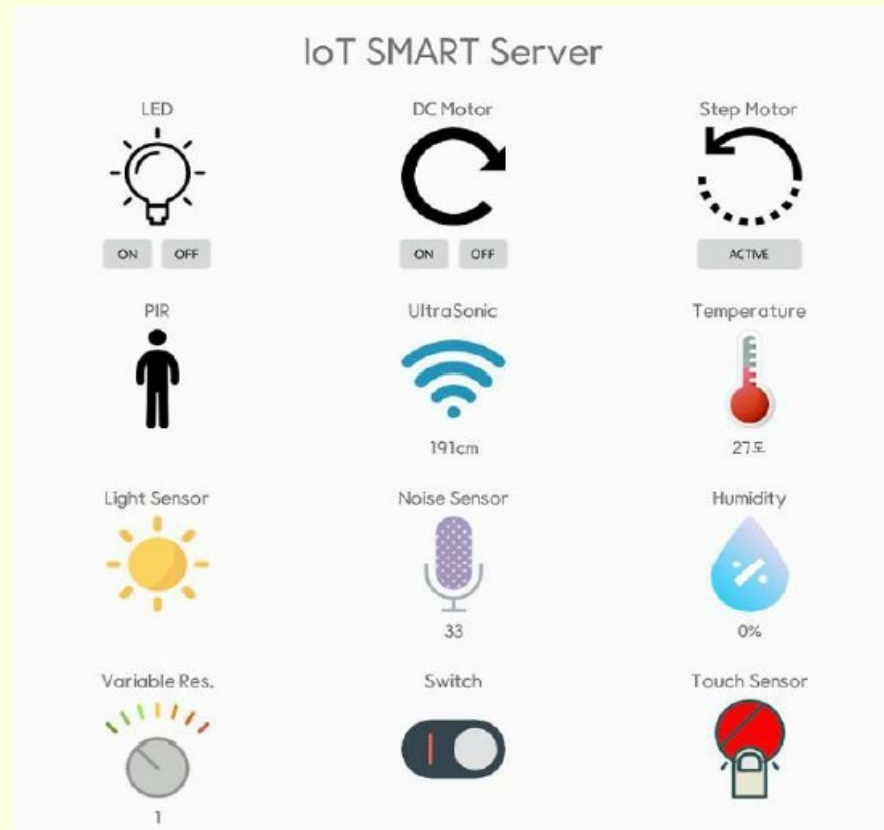 IoT SMART Server
LED DC Motor Step Motor
ON OFF ON OFF ACTIVE
PIR UltraSonic Temperature
191cm 27도
Light Sensor Noise Sensor Humidity
33 0%
Variable Res. Switch Touch Sensor
1